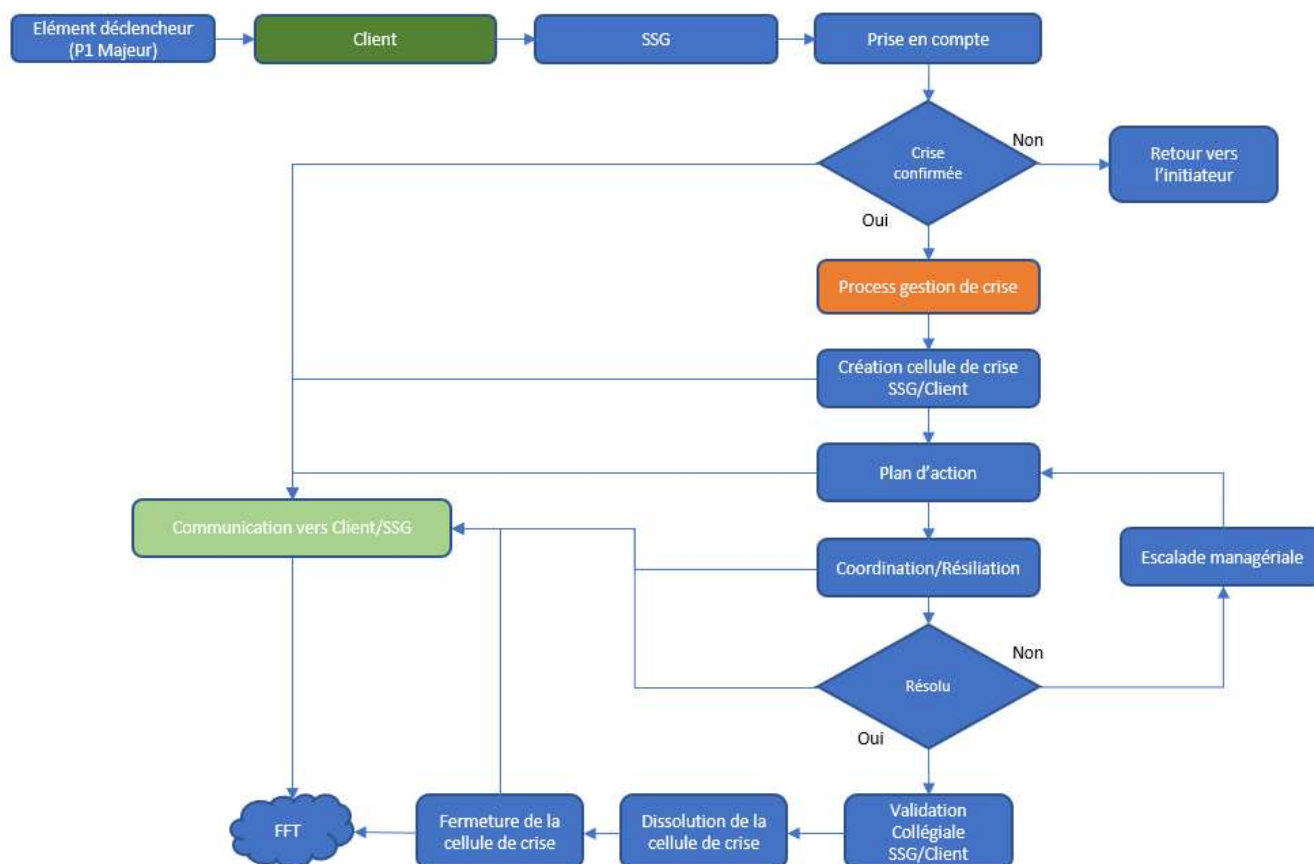 Elément déclencheur
(P1 Majeur)
Client
SSG
Prise en compte
Crise
confirmée
Non
Retour vers
l'initiateur
Oui
Process gestion de crise
Création cellule de crise
SSG/Client
Plan d'action
Communication vers Client/SSG
Coordination/Résiliation
Escalade managériale
Résolu
Non
Oui
FFT
Fermeture de la
cellule de crise
Dissolution de la
cellule de crise
Validation
Collégiale
SSG/Client